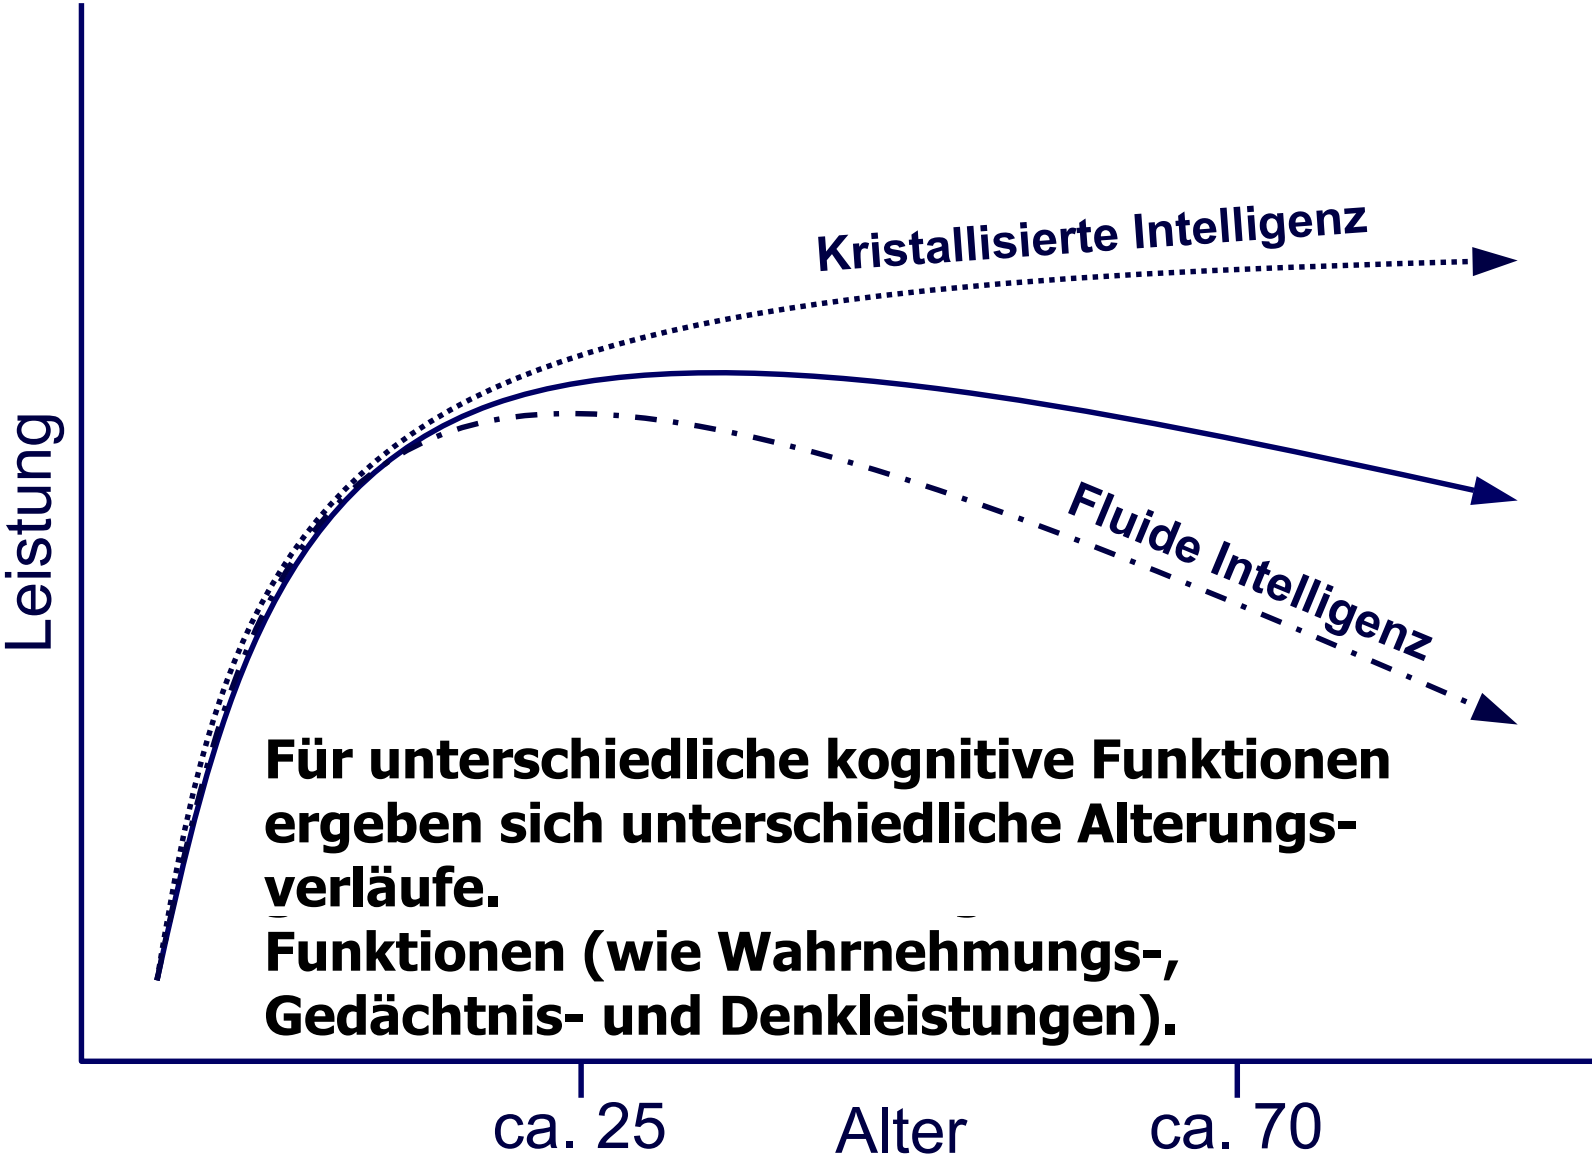 Kristallisierte Intelligenz
Fluide Intelligenz
Leistung
Für unterschiedliche kognitive Funktionen
ergeben sich unterschiedliche Alterungs-
verläufe.
Funktionen (wie Wahrnehmungs-,
Gedächtnis- und Denkleistungen).
ca. 25
Alter
ca. 70